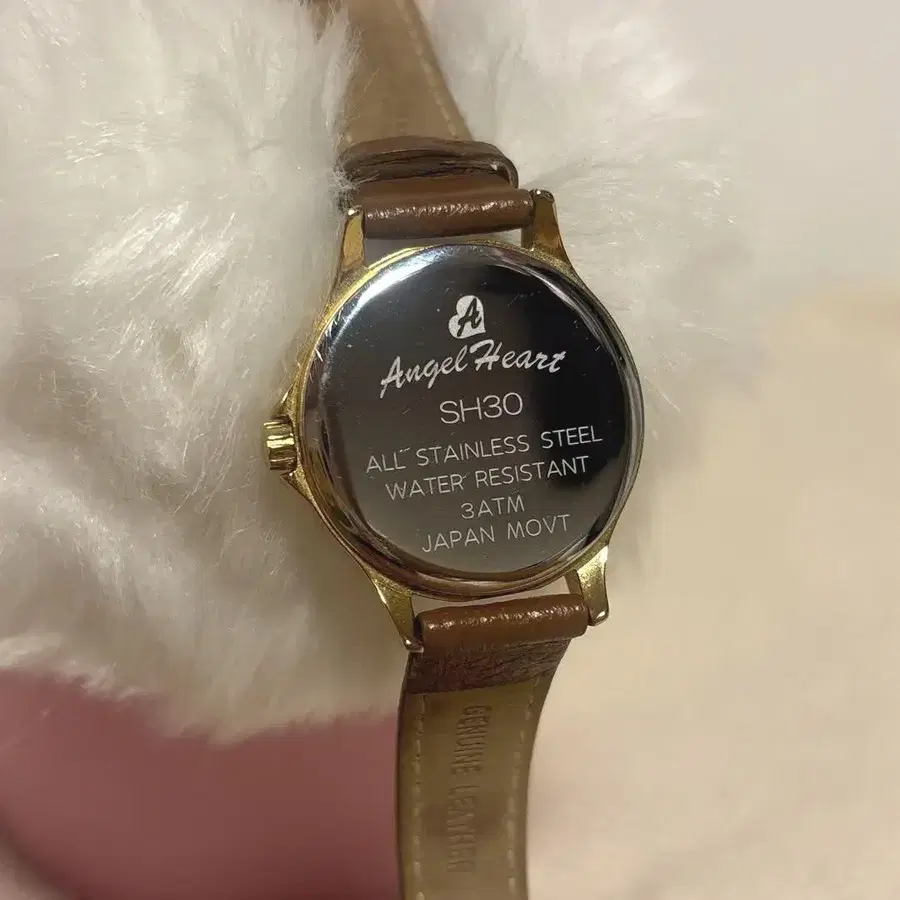 A
Angel Heart
SH30
ALL STAINLESS STEEL
WATER RESISTANT
3ATM
JAPAN MOVT
GENUINE LEATHER